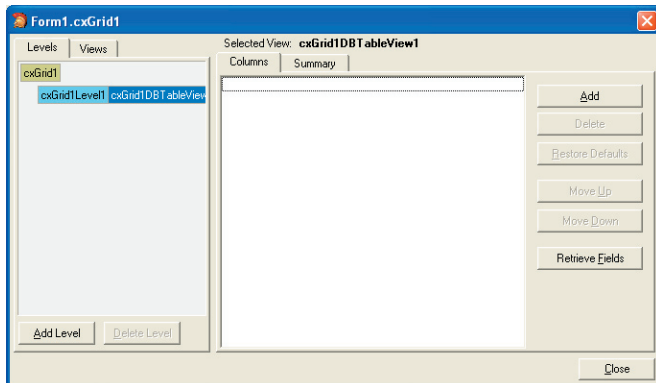 Form1.cxGrid1
Levels
Views
cxGrid1
cxGrid1Level1 cxGrid1DBTableView
Add Level
Delete Level
Selected View: cxGrid1DBTableView1
Columns
Summary
Add
Delete
Restore Defaults
Move Up
Move Down
Retrieve Fields
Close